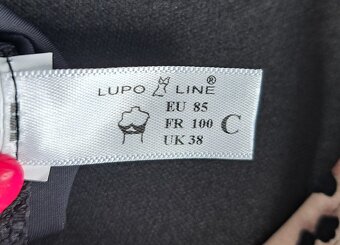 LUPO LINE ®
EU 85
FR 100 C
UK 38